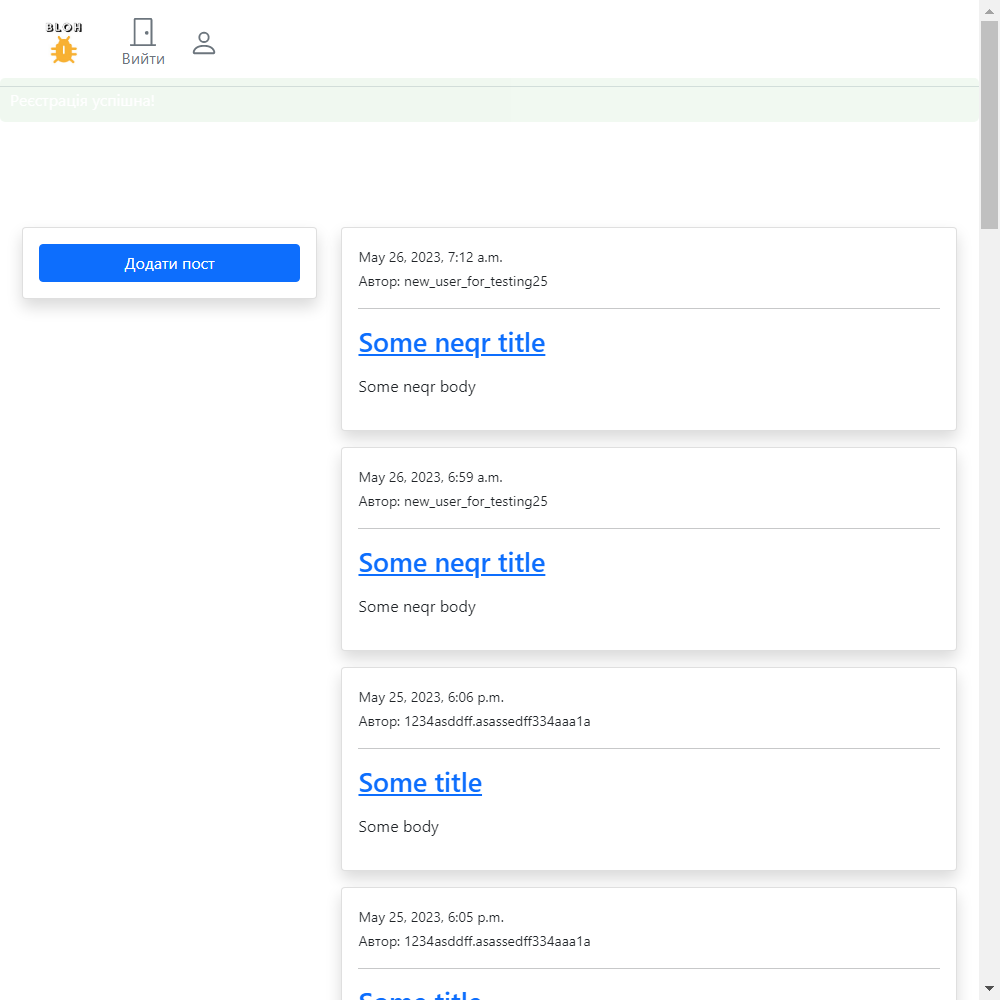 BLOH
Вийти
Реєстрація успішна!
Додати пост
May 26, 2023, 7:12 a.m.
Автор: new_user_for_testing25
Some neqr title
Some neqr body
May 26, 2023, 6:59 a.m.
Автор: new_user_for_testing25
Some neqr title
Some neqr body
May 25, 2023, 6:06 p.m.
Автор: 1234asddff.asassedff334aaa1a
Some title
Some body
May 25, 2023, 6:05 p.m.
Автор: 1234asddff.asassedff334aaa1a
Some title